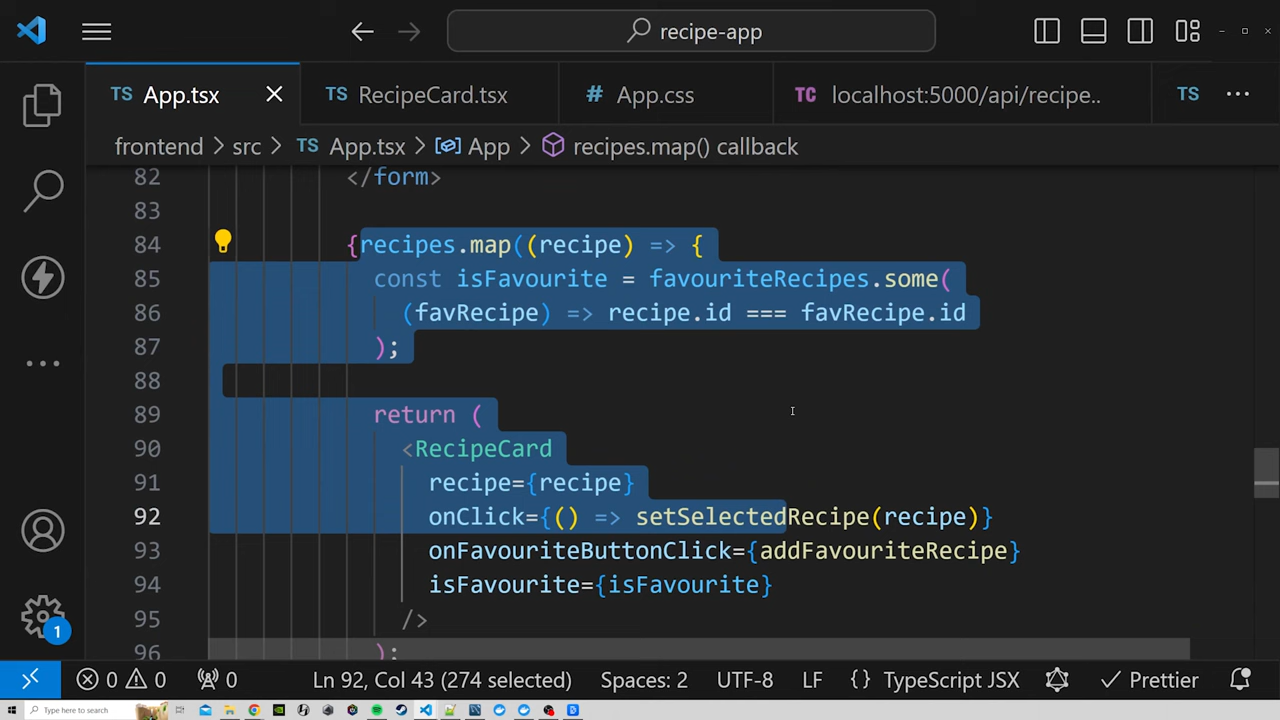 recipe-app
TS App.tsx
TS RecipeCard.tsx
# App.css
TC localhost:5000/api/recipe...
TS
frontend > src > TS App.tsx > App > recipes.map() callback
82 </form>
83
84 {recipes.map((recipe) => {
85 const isFavourite = favouriteRecipes.some(
86 (favRecipe) => recipe.id === favRecipe.id
87 );
88
89 return (
90 <RecipeCard
91 recipe={recipe}
92 onClick={() => setSelectedRecipe(recipe)}
93 onFavouriteButtonClick={addFavouriteRecipe}
94 isFavourite={isFavourite}
95 />
96 );
1
0 0 0 Ln 92, Col 43 (274 selected) Spaces: 2 UTF-8 LF {} TypeScript JSX Prettier
Type here to search